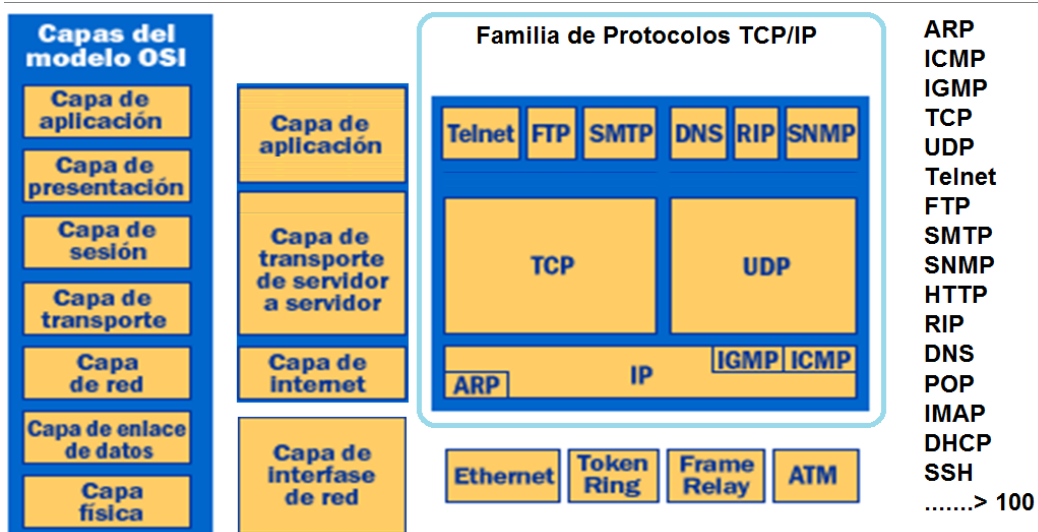 Capas del
modelo OSI
Capa de
aplicación
Capa de
presentación
Capa de
sesión
Capa de
transporte
Capa
de red
Capa de enlace
de datos
Capa
física
Capa de
aplicación
Capa de
transporte
de servidor
a servidor
Capa de
internet
Capa de
interfase
de red
Familia de Protocolos TCP/IP
Telnet FTP SMTP DNS RIP SNMP
TCP UDP
ARP IP IGMP ICMP
Ethernet
Token
Ring
Frame
Relay
ATM
ARP
ICMP
IGMP
TCP
UDP
Telnet
FTP
SMTP
SNMP
HTTP
RIP
DNS
POP
IMAP
DHCP
SSH
.......> 100